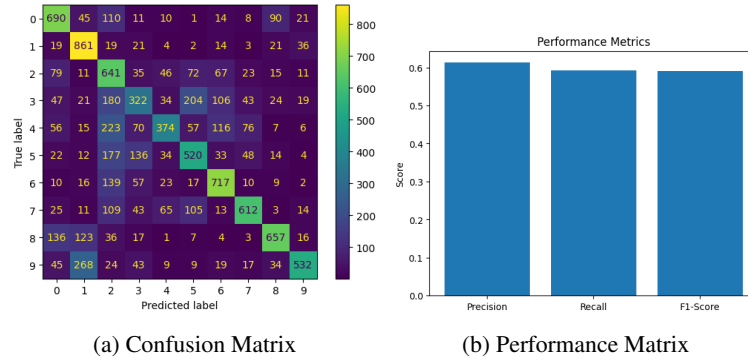 0 690 45 110 11 10 1 14 8 90 21
1 19 861 19 21 4 2 14 3 21 36
2 79 11 641 35 46 72 67 23 15 11
3 47 21 180 322 34 204 106 43 24 19
4 56 15 223 70 374 57 116 76 7 6
5 22 12 177 136 34 520 33 48 14 4
6 10 16 139 57 23 17 717 10 9 2
7 25 11 109 43 65 105 13 612 3 14
8 136 123 36 17 1 7 4 3 657 16
9 45 268 24 43 9 9 19 17 34 532
0 1 2 3 4 5 6 7 8 9
True label
Predicted label
800
700
600
500
400
300
200
100
(a) Confusion Matrix
Performance Metrics
0.6
0.5
0.4
0.3
0.2
0.1
0.0
Score
Precision Recall F1-Score
(b) Performance Matrix